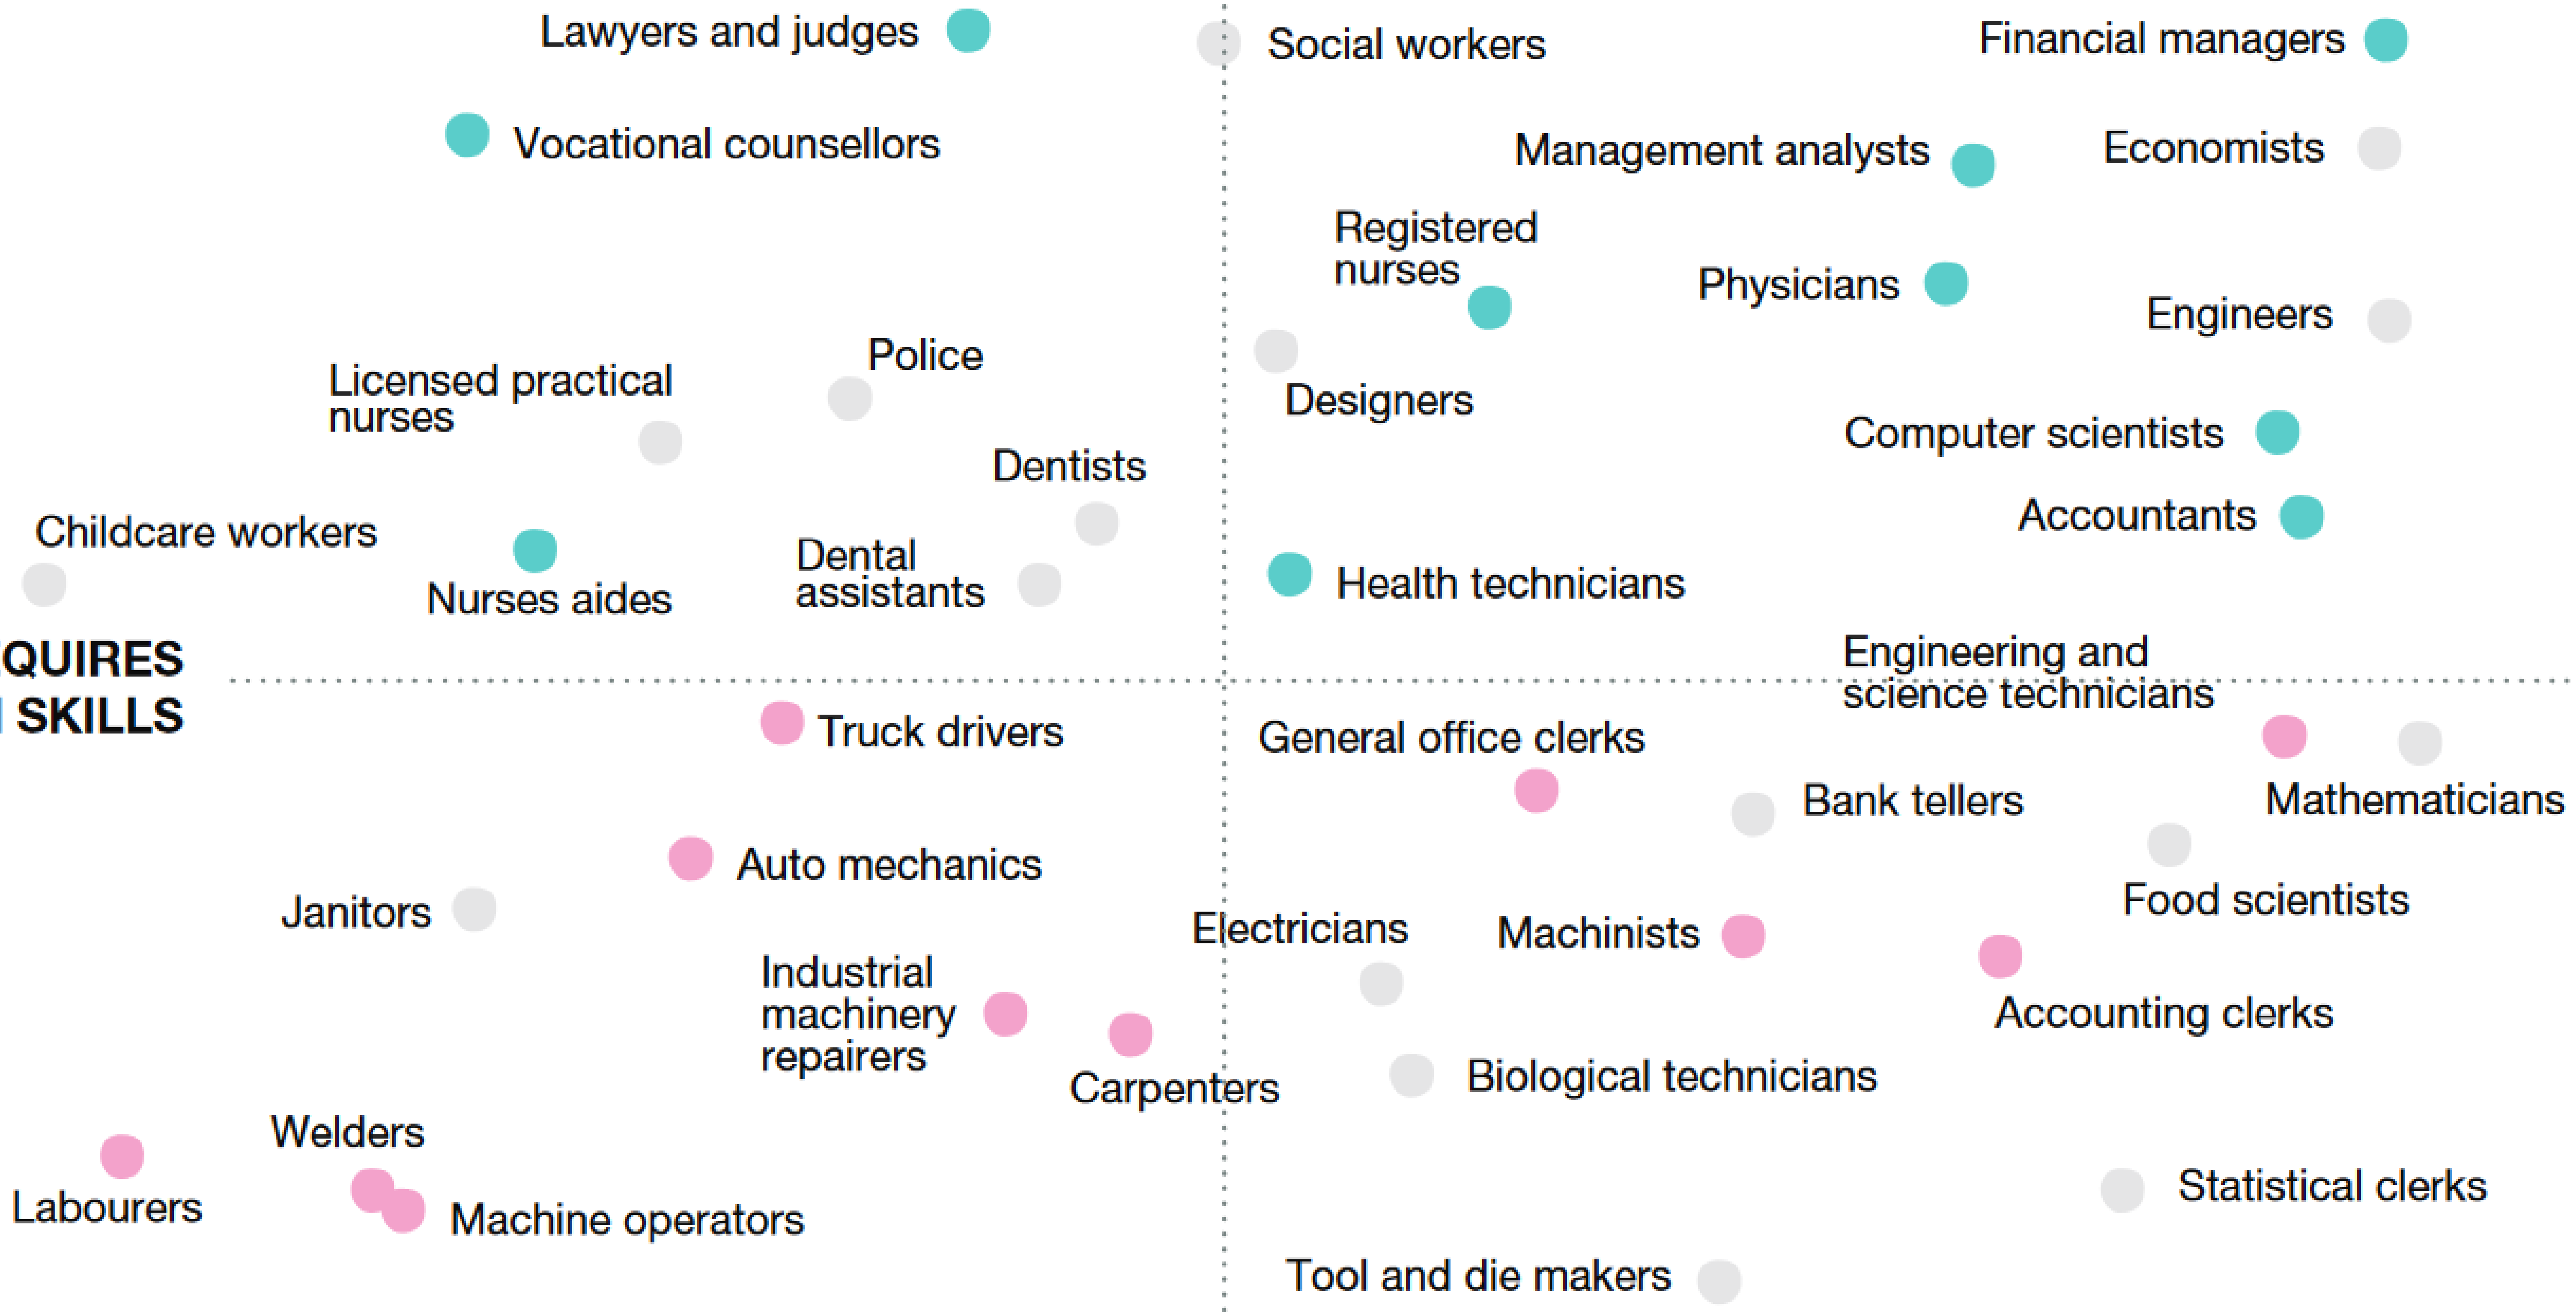 Lawyers and judges
Social workers
Financial managers
Vocational counsellors
Management analysts
Economists
Registered
nurses
Physicians
Engineers
Police
Licensed practical
nurses
Designers
Computer scientists
Dentists
Accountants
Childcare workers
Dental
assistants
Nurses aides
Health technicians
QUIRES
SKILLS
Engineering and
science technicians
Truck drivers
General office clerks
Bank tellers
Mathematicians
Auto mechanics
Janitors
Food scientists
Electricians
Machinists
Industrial
machinery
repairers
Accounting clerks
Carpenters
Biological technicians
Welders
Labourers
Machine operators
Statistical clerks
Tool and die makers